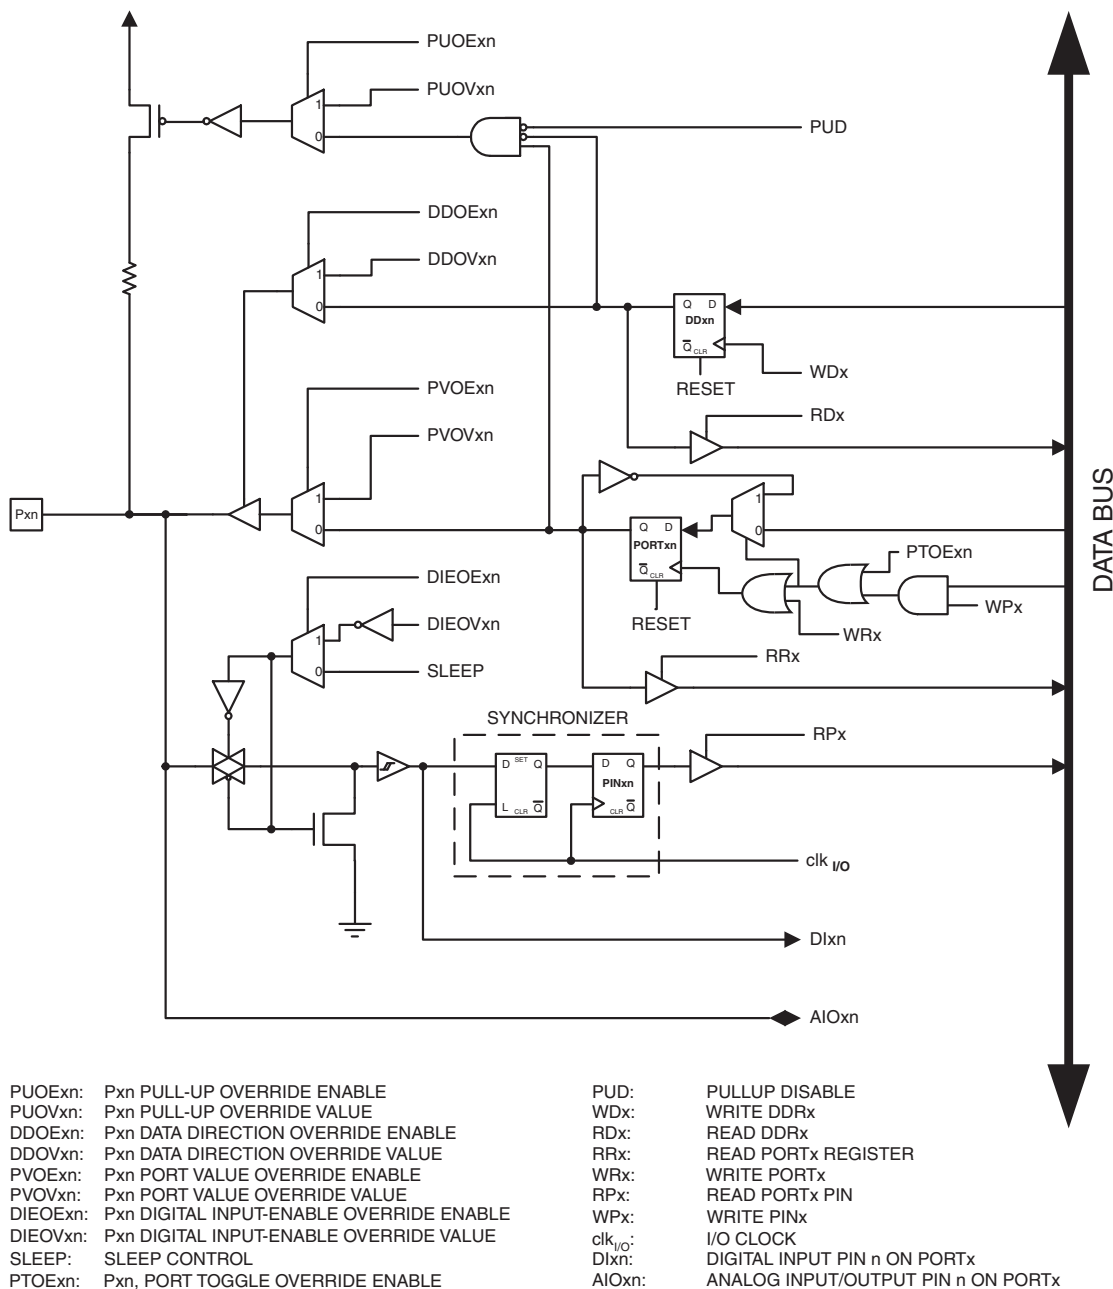 PUOExn
PUOVxn
1
0
PUD
DDOExn
DDOVxn
1
0
Q D
DDxn
Q CLR
RESET
WDx
PVOExn
RDx
PVOVxn
1
0
Pxn
1
0
Q D
PORTxn
Q CLR
RESET
PTOExn
WPx
WRx
DATA BUS
DIEOExn
DIEOVxn
1
0
SLEEP
RRx
SYNCHRONIZER
RPx
D SET Q
L CLR Q
D Q
PINxn
CLR Q
clk I/O
DIxn
AIOxn
PUOExn: Pxn PULL-UP OVERRIDE ENABLE
PUOVxn: Pxn PULL-UP OVERRIDE VALUE
DDOExn: Pxn DATA DIRECTION OVERRIDE ENABLE
DDOVxn: Pxn DATA DIRECTION OVERRIDE VALUE
PVOExn: Pxn PORT VALUE OVERRIDE ENABLE
PVOVxn: Pxn PORT VALUE OVERRIDE VALUE
DIEOExn: Pxn DIGITAL INPUT-ENABLE OVERRIDE ENABLE
DIEOVxn: Pxn DIGITAL INPUT-ENABLE OVERRIDE VALUE
SLEEP: SLEEP CONTROL
PTOExn: Pxn, PORT TOGGLE OVERRIDE ENABLE
PUD: PULLUP DISABLE
WDx: WRITE DDRx
RDx: READ DDRx
RRx: READ PORTx REGISTER
WRx: WRITE PORTx
RPx: READ PORTx PIN
WPx: WRITE PINx
clk I/O: I/O CLOCK
DIxn: DIGITAL INPUT PIN n ON PORTx
AIOxn: ANALOG INPUT/OUTPUT PIN n ON PORTx